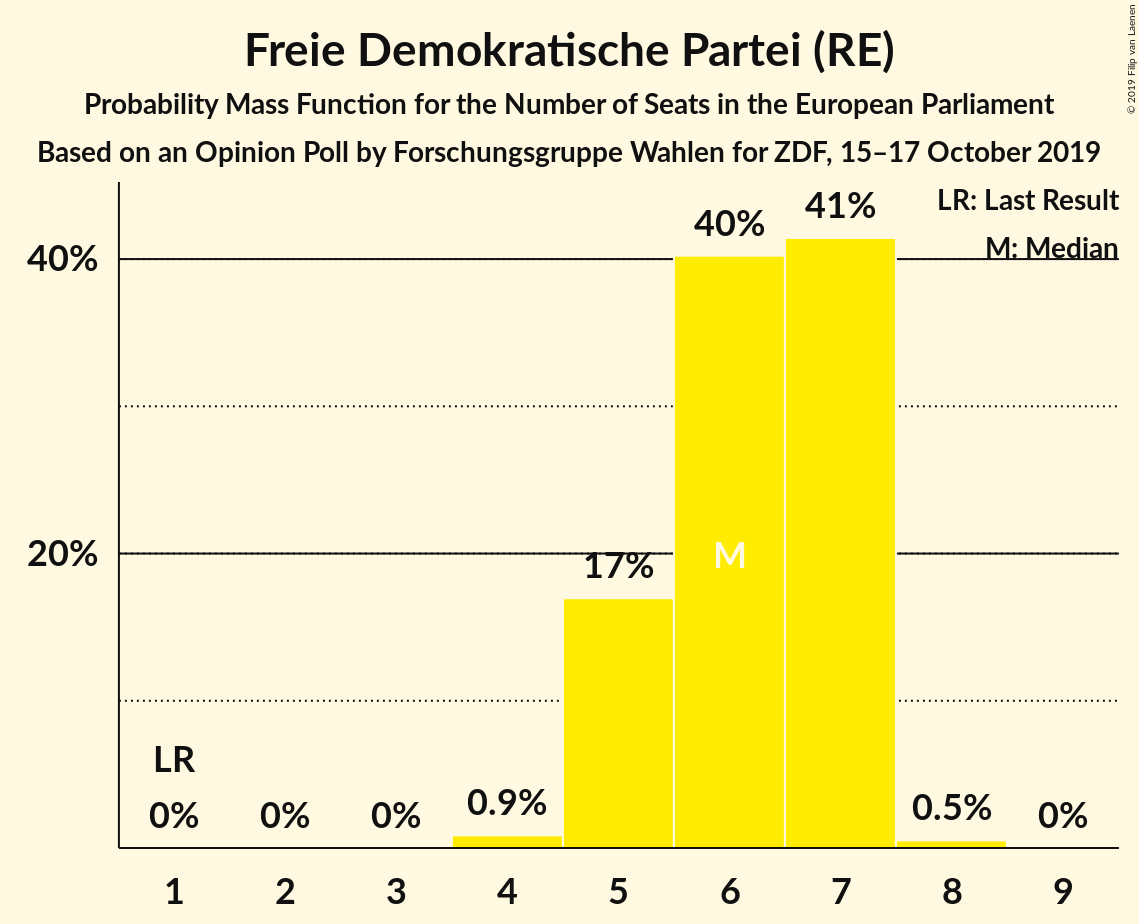 Freie Demokratische Partei (RE)
Probability Mass Function for the Number of Seats in the European Parliament
Based on an Opinion Poll by Forschungsgruppe Wahlen for ZDF, 15–17 October 2019
© 2019 Filip van Laenen
LR: Last Result
M: Median
41%
40%
40%
20%
17%
M
LR
0%
0%
0%
0.9%
0.5%
0%
1 2 3 4 5 6 7 8 9